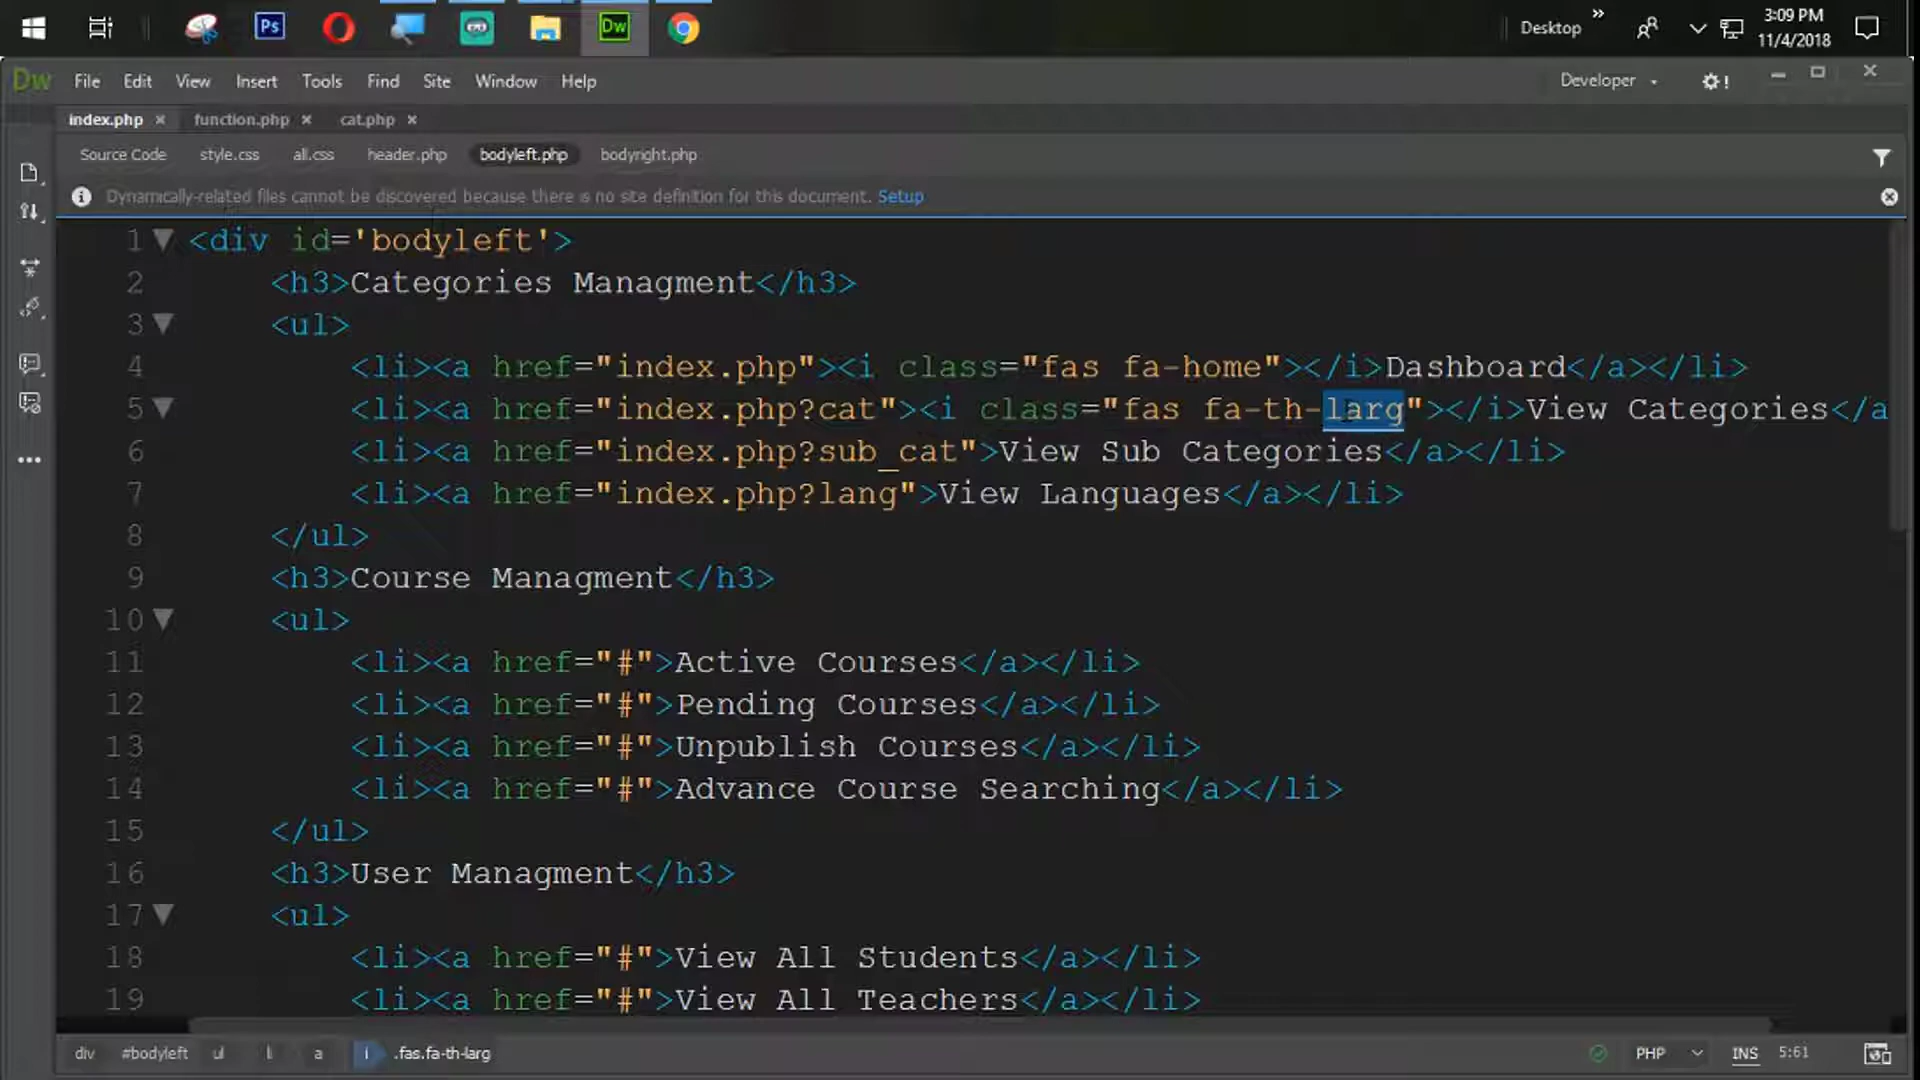 Ps
Dw
Desktop
»
3:09 PM
11/4/2018
Dw File Edit View Insert Tools Find Site Window Help Developer
index.php × function.php × cat.php ×
Source Code style.css all.css header.php bodyleft.php bodyright.php
Dynamically-related files cannot be discovered because there is no site definition for this document. Setup
1 <div id='bodyleft'>
2 <h3>Categories Managment</h3>
3 <ul>
4 <li><a href="index.php"><i class="fas fa-home"></i>Dashboard</a></li>
5 <li><a href="index.php?cat"><i class="fas fa-th-larg"></i>View Categories</a
6 <li><a href="index.php?sub_cat">View Sub Categories</a></li>
7 <li><a href="index.php?lang">View Languages</a></li>
8 </ul>
9 <h3>Course Managment</h3>
10 <ul>
11 <li><a href="#">Active Courses</a></li>
12 <li><a href="#">Pending Courses</a></li>
13 <li><a href="#">Unpublish Courses</a></li>
14 <li><a href="#">Advance Course Searching</a></li>
15 </ul>
16 <h3>User Managment</h3>
17 <ul>
18 <li><a href="#">View All Students</a></li>
19 <li><a href="#">View All Teachers</a></li>
div #bodyleft ul li a i .fas.fa-th-larg PHP INS 5:61